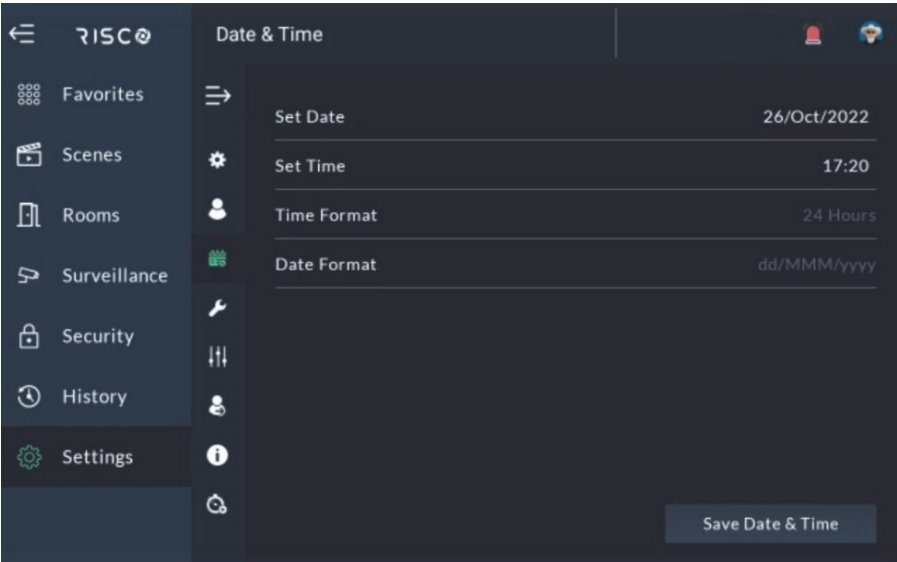 RISCO
Date & Time
Favorites
Scenes
Rooms
Surveillance
Security
History
Settings
Set Date 26/Oct/2022
Set Time 17:20
Time Format 24 Hours
Date Format dd/MMM/yyyy
Save Date & Time